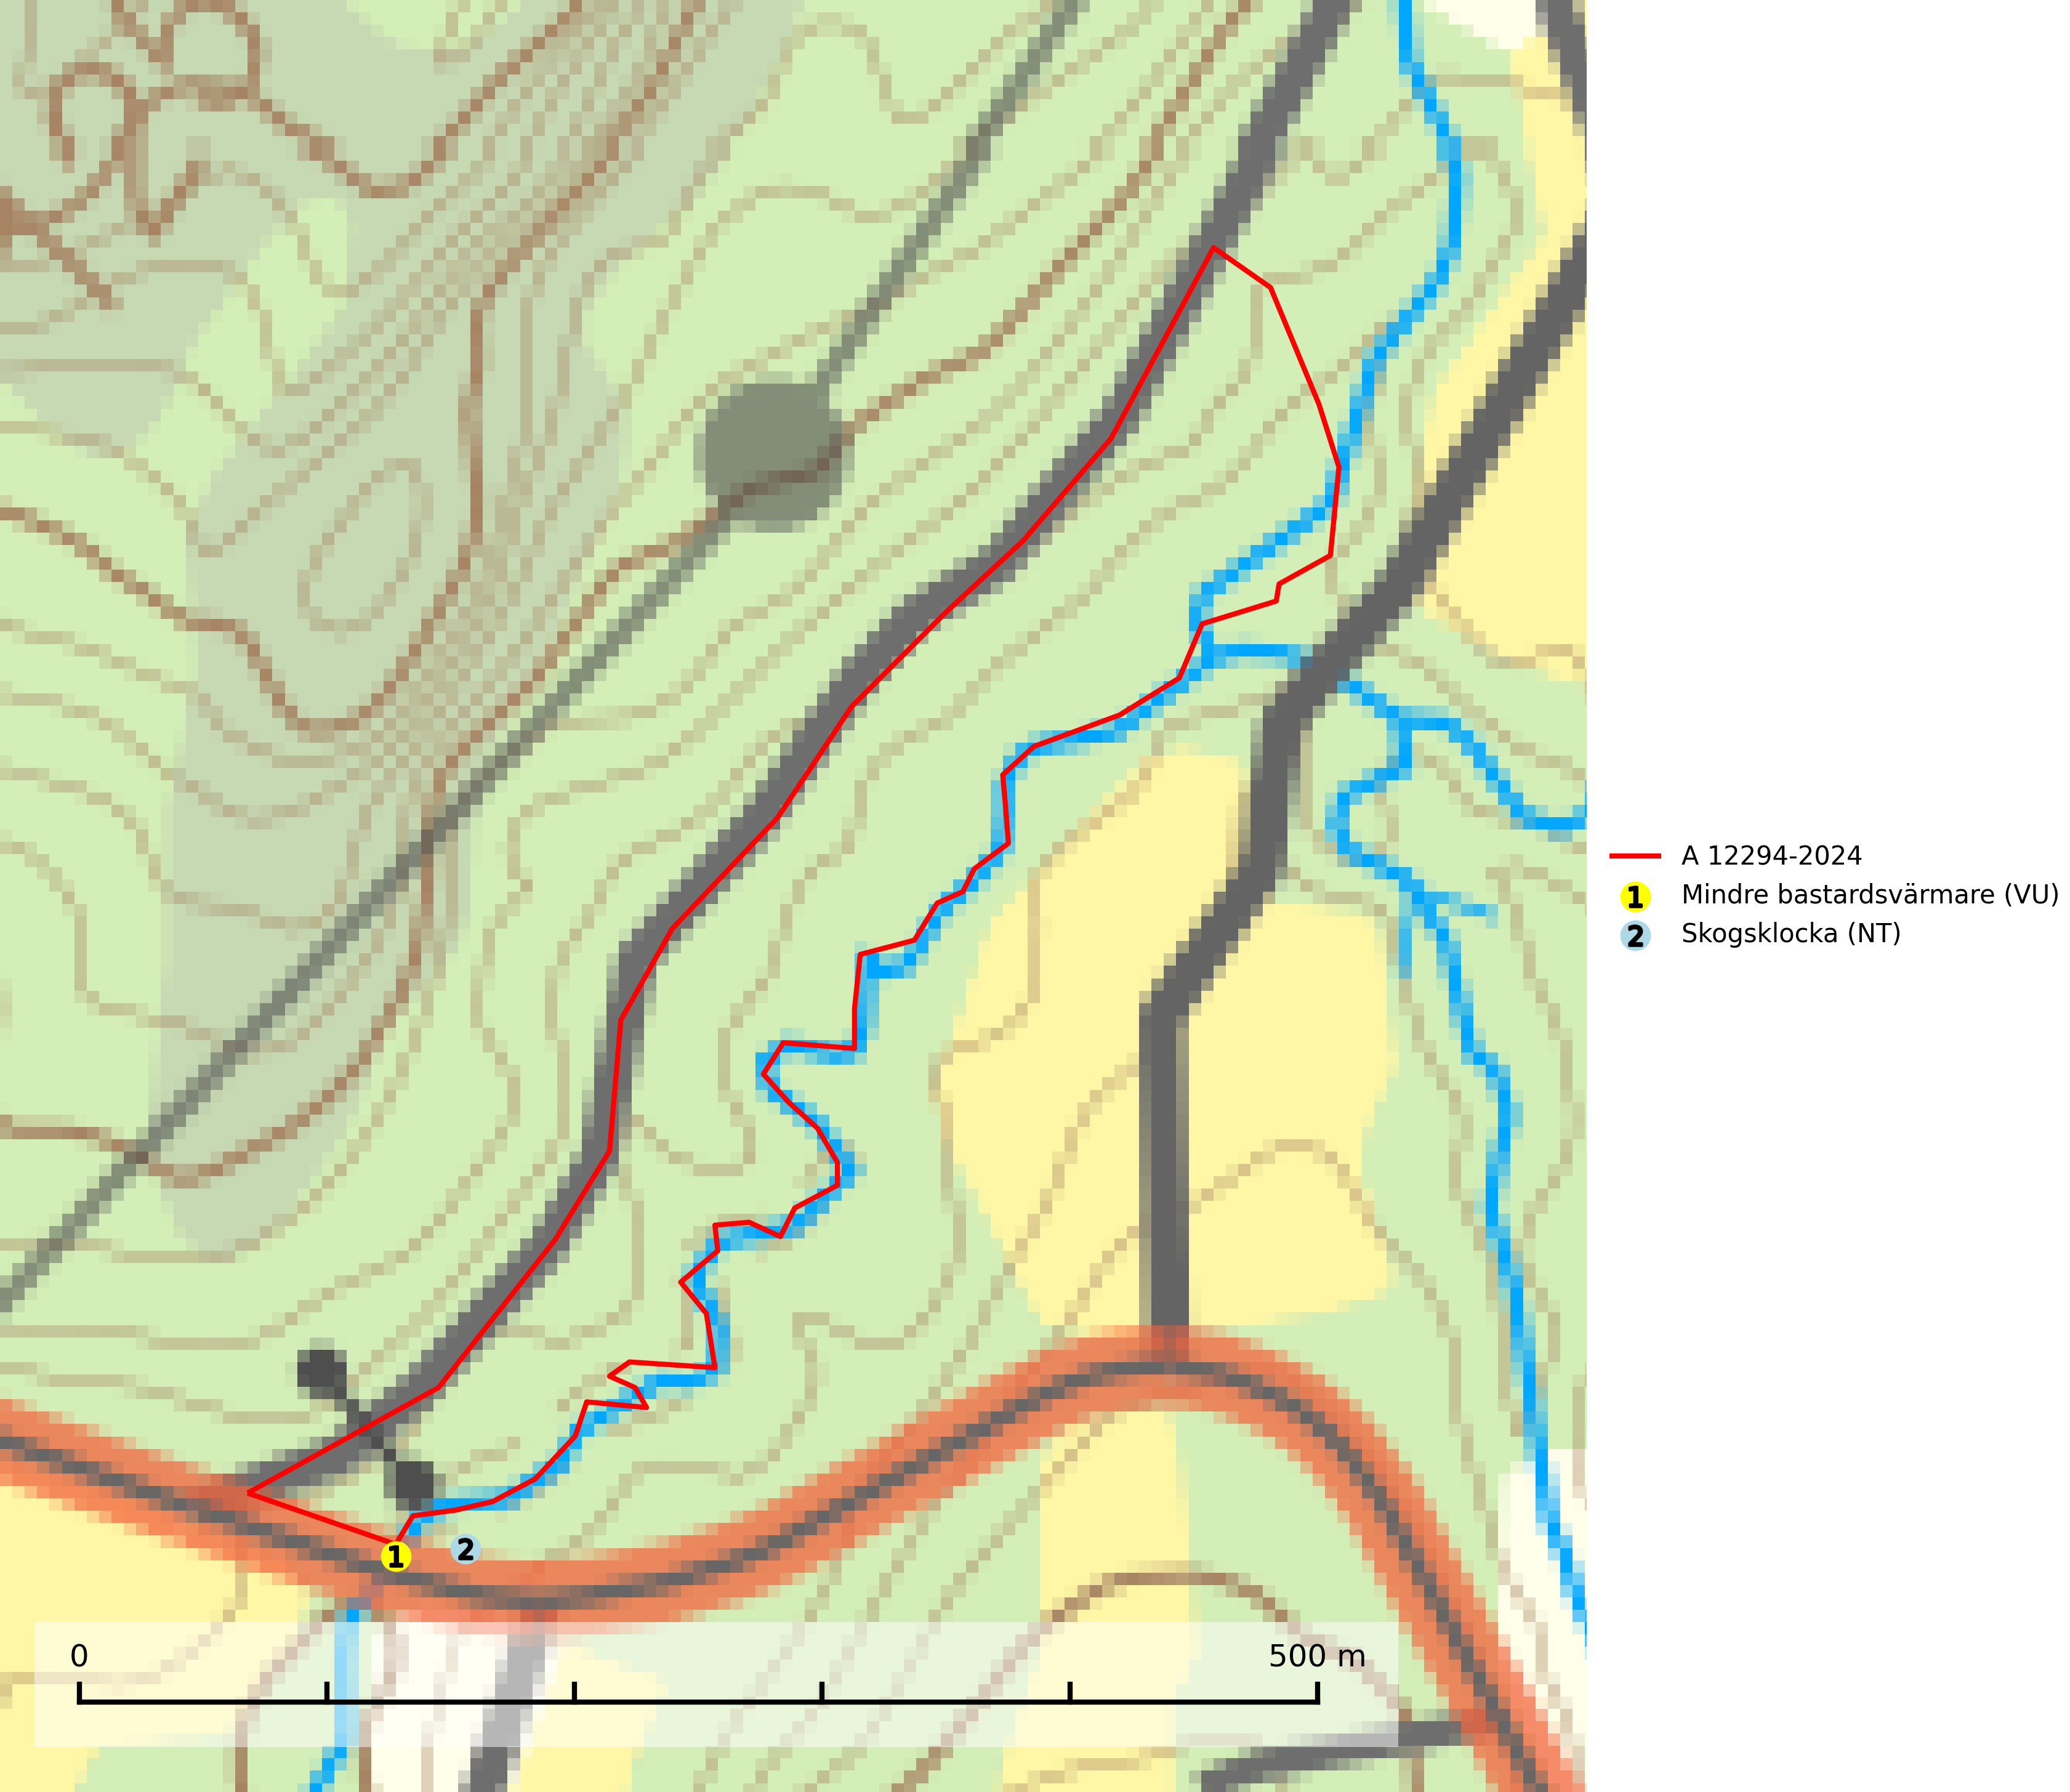 A 12294-2024
1 Mindre bastardsvärmare (VU)
2 Skogsklocka (NT)
1
2
0 500 m